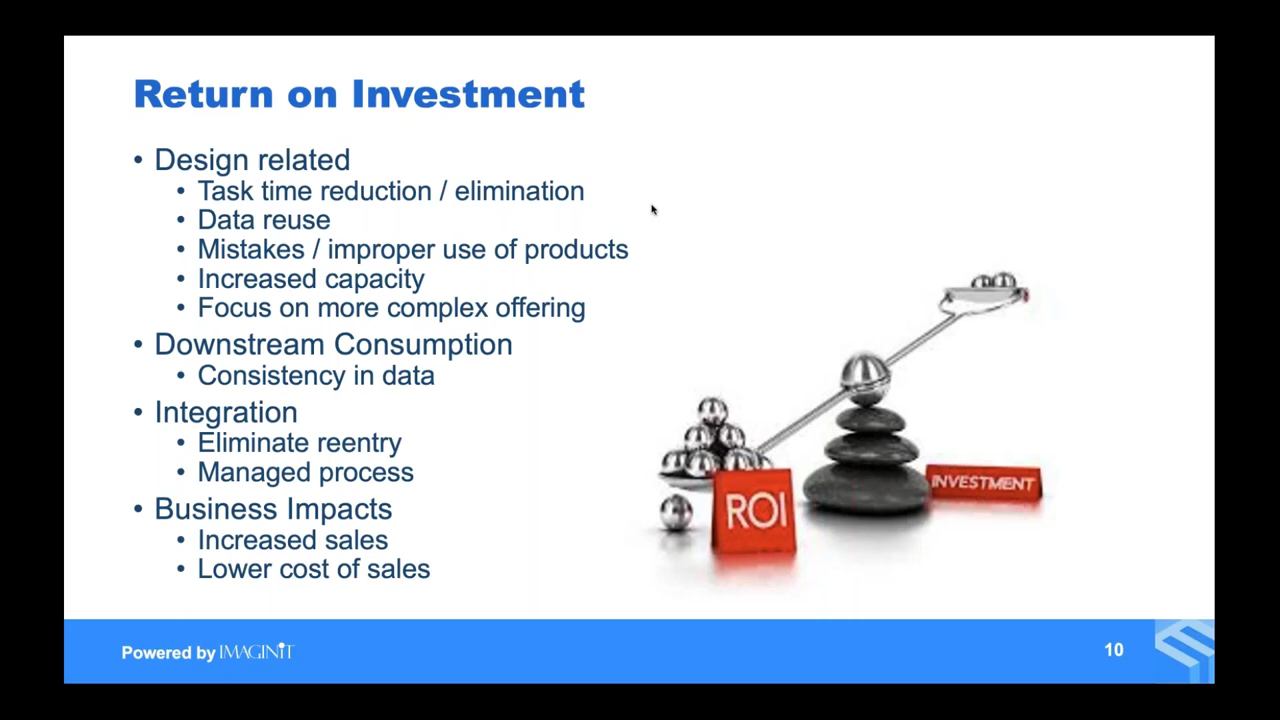 Return on Investment
• Design related
• Task time reduction / elimination
• Data reuse
• Mistakes / improper use of products
• Increased capacity
• Focus on more complex offering
• Downstream Consumption
• Consistency in data
• Integration
• Eliminate reentry
• Managed process
• Business Impacts
• Increased sales
• Lower cost of sales
ROI
INVESTMENT
Powered by IMAGINiT
10